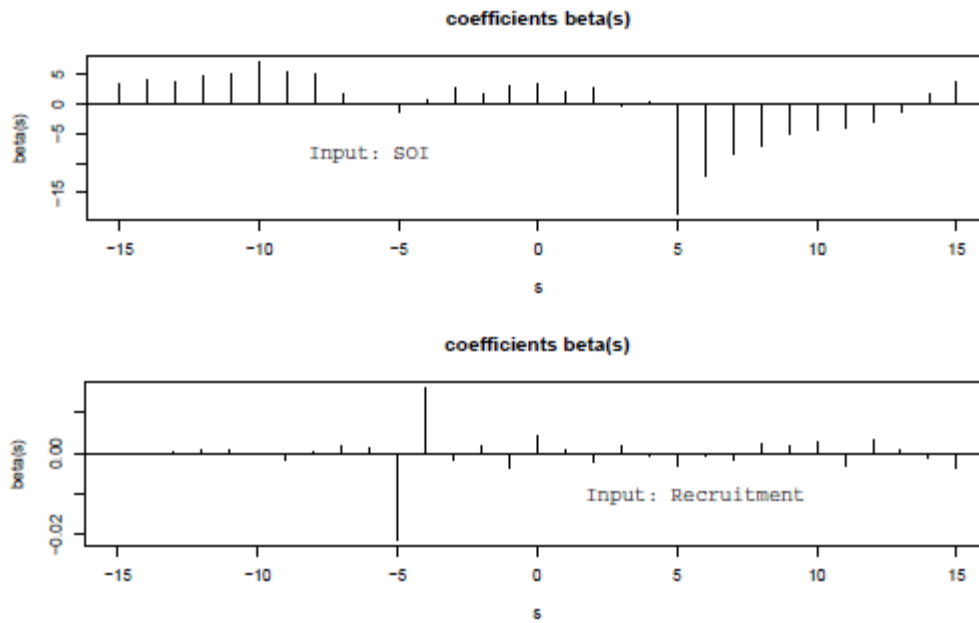 coefficients beta(s)
beta(s)
5
0
-5
-15
Input: SOI
-15 -10 -5 0 5 10 15
s
coefficients beta(s)
beta(s)
0.00
-0.02
Input: Recruitment
-15 -10 -5 0 5 10 15
s